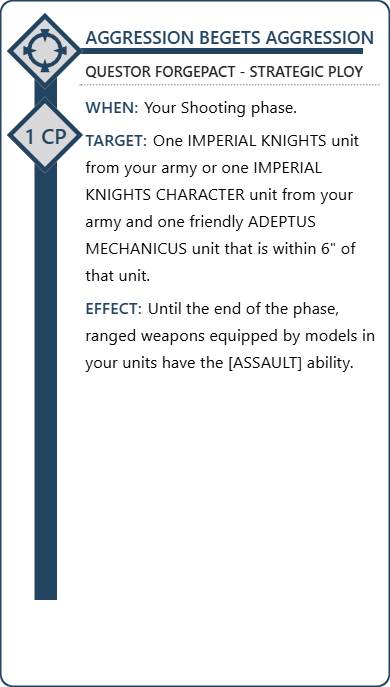 AGGRESSION BEGETS AGGRESSION
QUESTOR FORGEPACT - STRATEGIC PLOY
WHEN: Your Shooting phase.
1 CP
TARGET: One IMPERIAL KNIGHTS unit
from your army or one IMPERIAL
KNIGHTS CHARACTER unit from your
army and one friendly ADEPTUS
MECHANICUS unit that is within 6" of
that unit.
EFFECT: Until the end of the phase,
ranged weapons equipped by models in
your units have the [ASSAULT] ability.